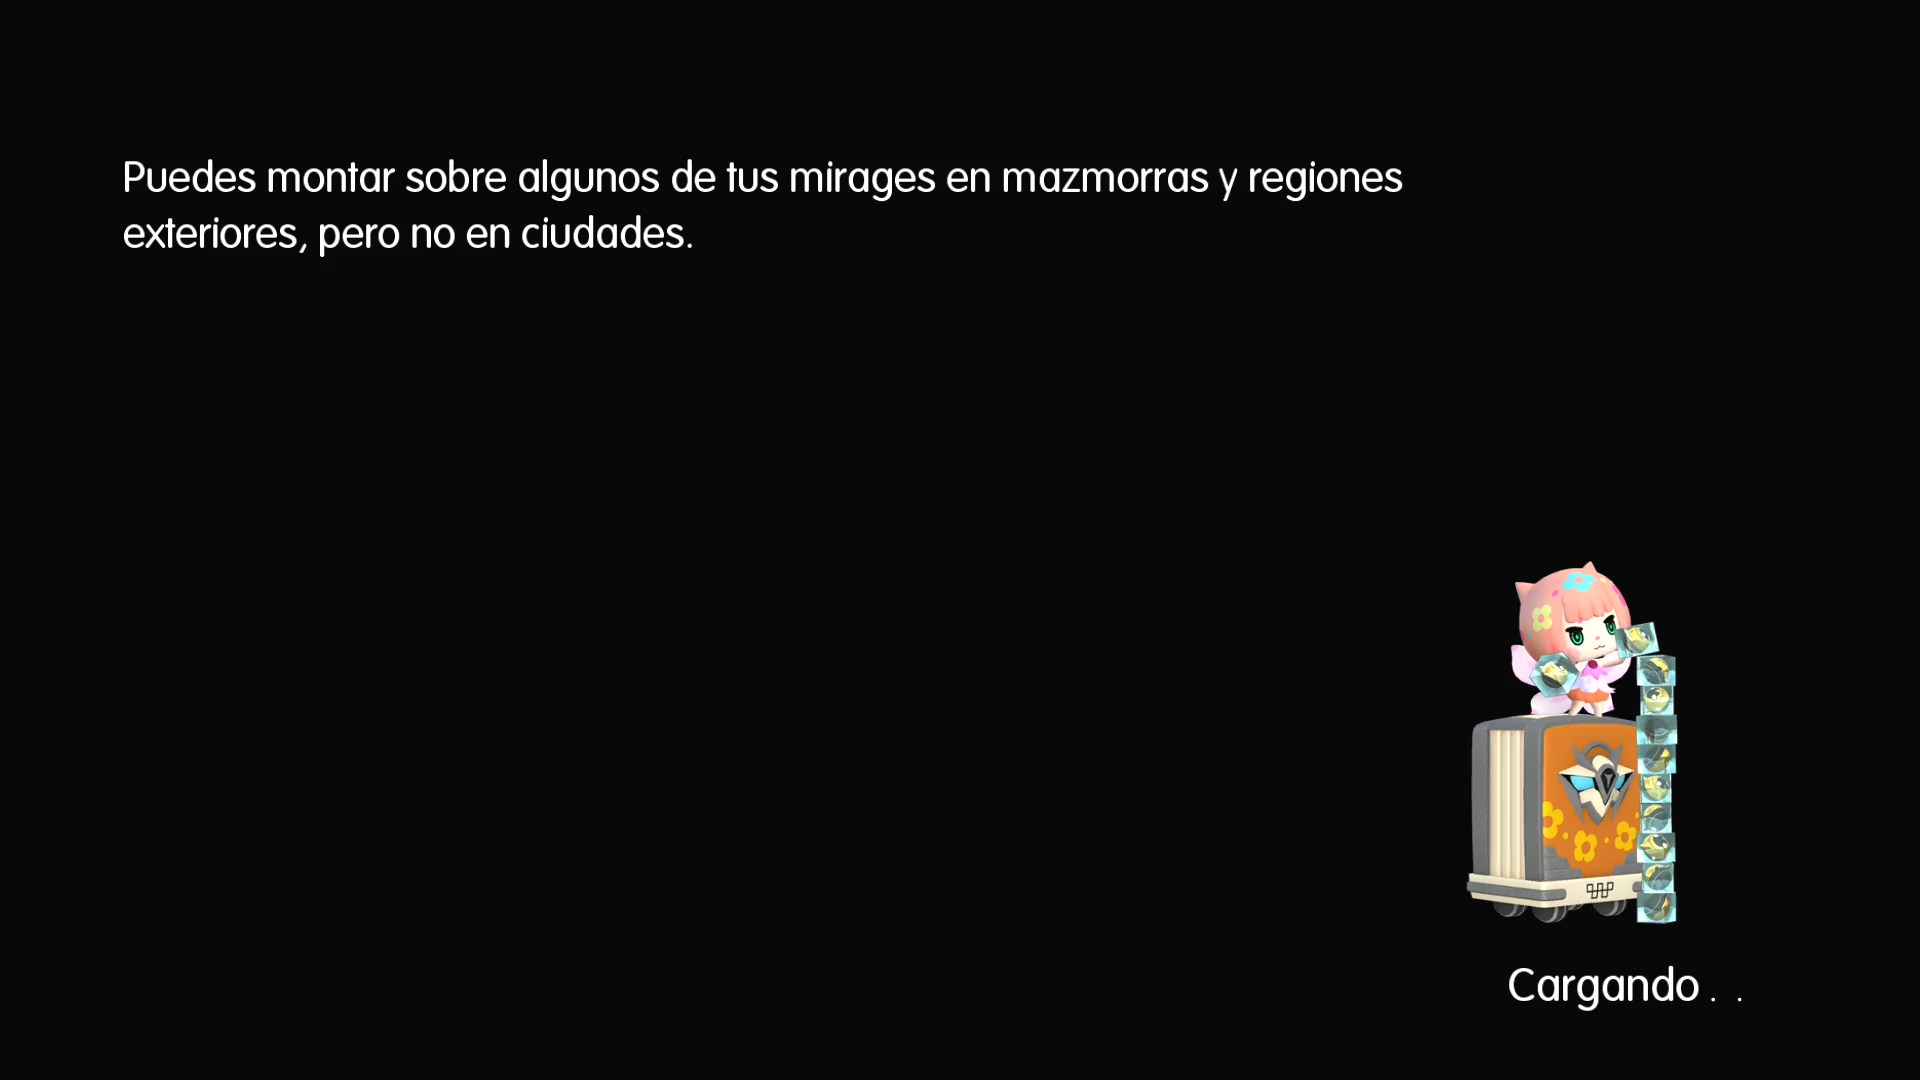 Puedes montar sobre algunos de tus mirages en mazmorras y regiones
exteriores, pero no en ciudades.
Cargando . .